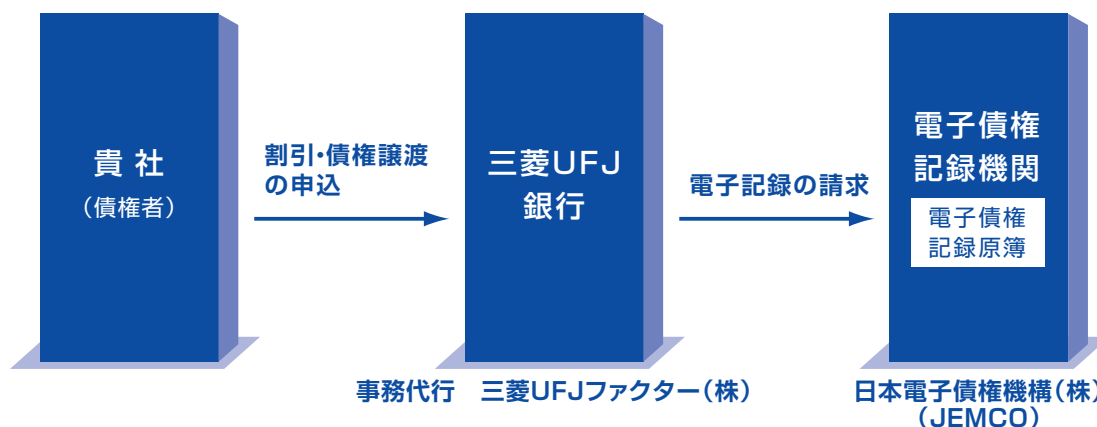 貴社
（債権者）
割引・債権譲渡
の申込
三菱UFJ
銀行
電子記録の請求
電子債権
記録機関
電子債権
記録原簿
事務代行　三菱UFJファクター（株）
日本電子債権機構（株）
（JEMCO）